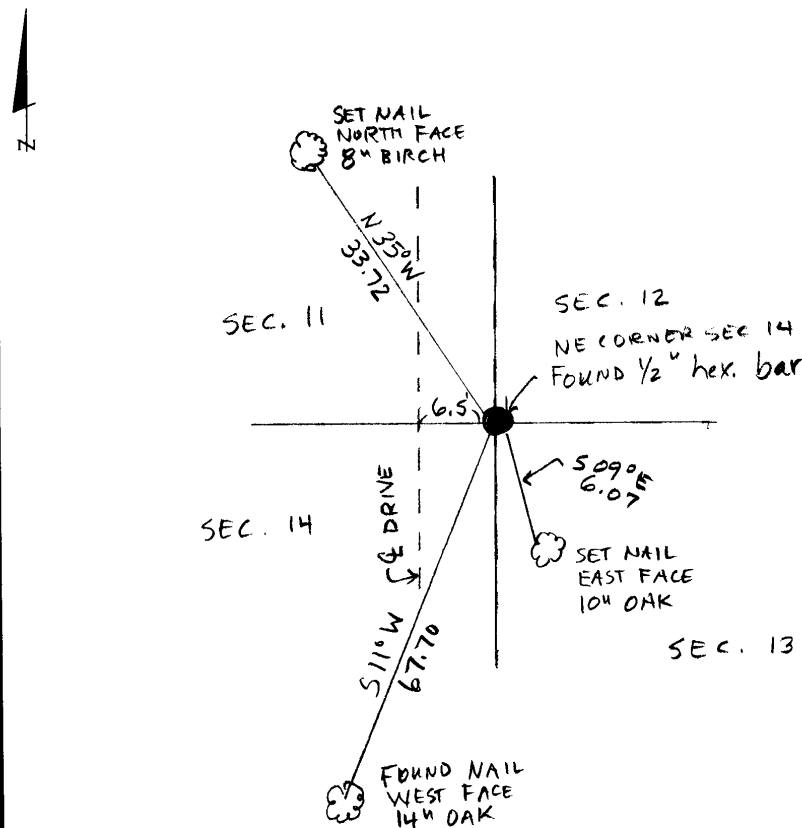 SET NAIL
NORTH FACE
8" BIRCH
N
N 35° W
33.72
SEC. 11
SEC. 12
NE CORNER SEC 14
FOUND 1/2" hex. bar
6.5'
S 09° E
6.07
SEC. 14
℄ DRIVE
SET NAIL
EAST FACE
10" OAK
SEC. 13
S 11° W
67.70
FOUND NAIL
WEST FACE
14" OAK